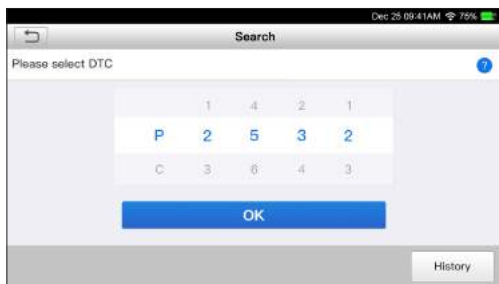 Dec 25 09:41AM 75%
Search
Please select DTC
?
1 4 2 1
P 2 5 3 2
C 3 6 4 3
OK
History